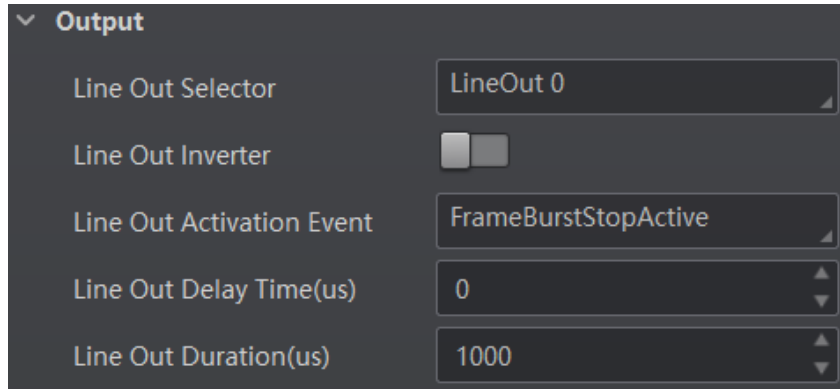 Output
Line Out Selector LineOut 0
Line Out Inverter
Line Out Activation Event FrameBurstStopActive
Line Out Delay Time(us) 0
Line Out Duration(us) 1000